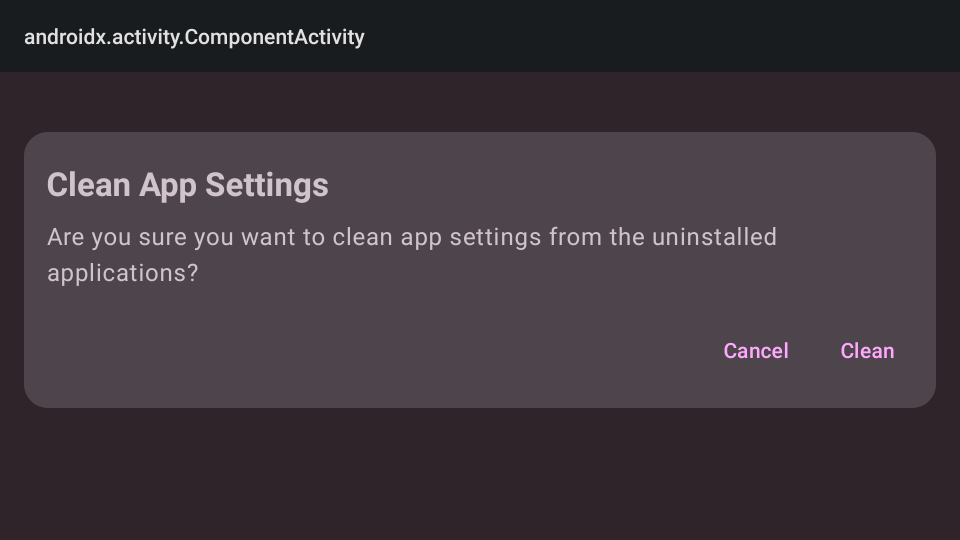 androidx.activity.ComponentActivity
Clean App Settings
Are you sure you want to clean app settings from the uninstalled
applications?
Cancel Clean